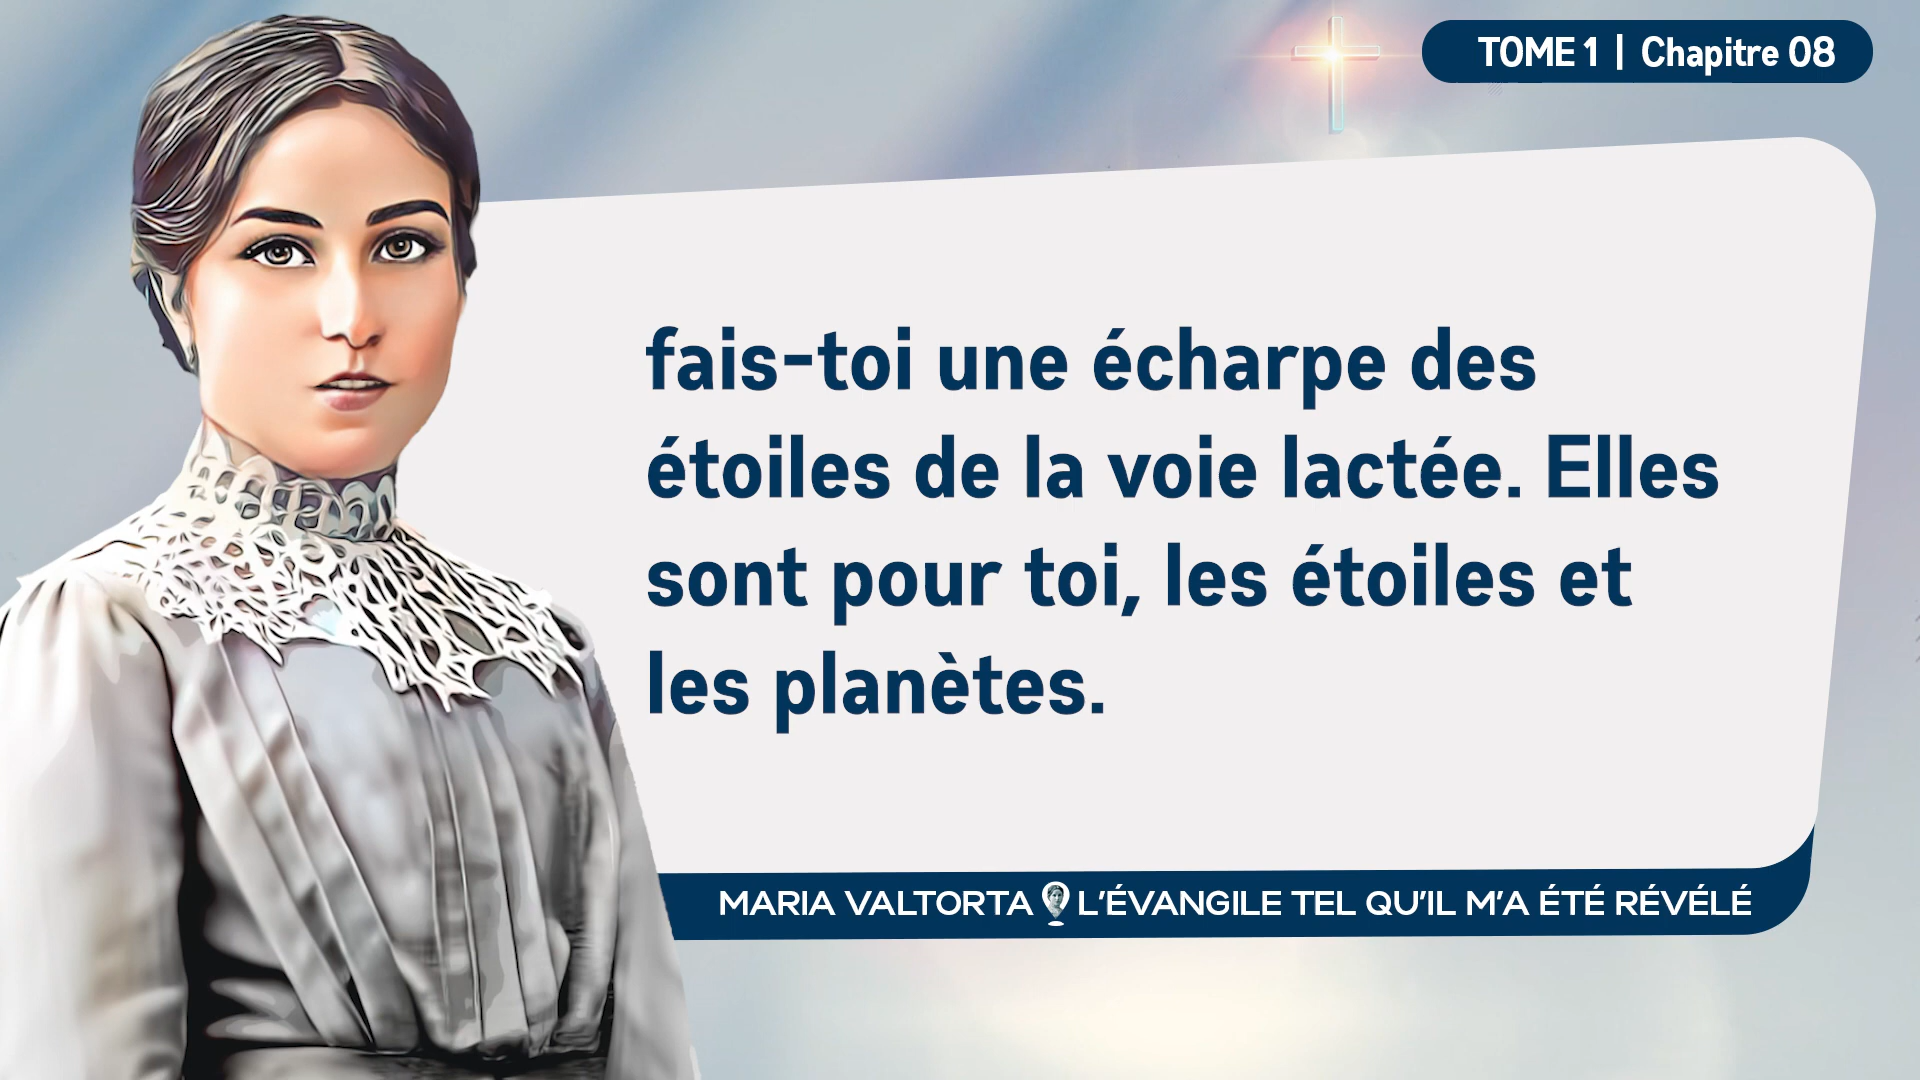 TOME 1 | Chapitre 08
fais-toi une écharpe des
étoiles de la voie lactée. Elles
sont pour toi, les étoiles et
les planètes.
MARIA VALTORTA L'ÉVANGILE TEL QU'IL M'A ÉTÉ RÉVÉLÉ